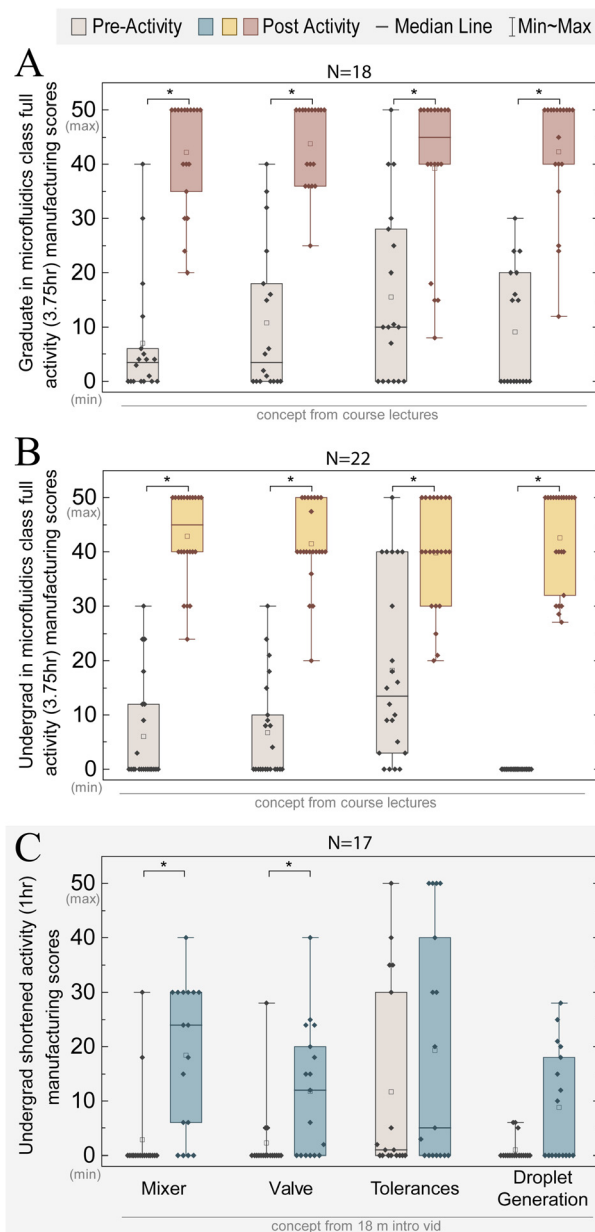 Pre-Activity Post Activity — Median Line Min~Max
A
N=18
Graduate in microfluidics class full
activity (3.75hr) manufacturing scores
50
(max)
40
30
20
10
0
(min)
* * * *
concept from course lectures
B
N=22
Undergrad in microfluidics class full
activity (3.75hr) manufacturing scores
50
(max)
40
30
20
10
0
(min)
* * * *
concept from course lectures
C
N=17
Undergrad shortened activity (1hr)
manufacturing scores
50
(max)
40
30
20
10
0
(min)
* *
Mixer Valve Tolerances Droplet
Generation
concept from 18 m intro vid